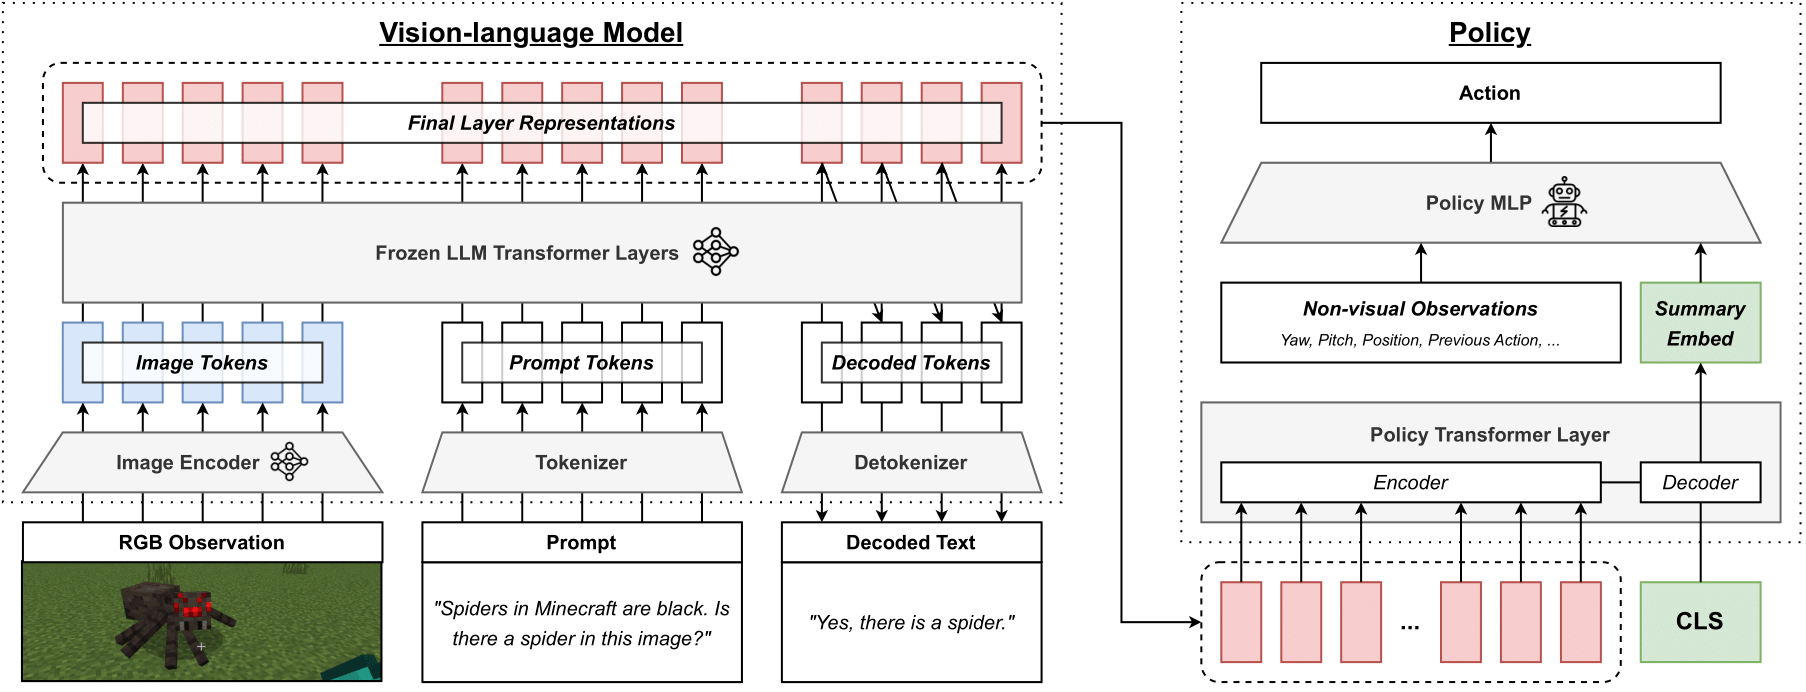 Vision-language Model
Final Layer Representations
Frozen LLM Transformer Layers
Image Tokens
Prompt Tokens
Decoded Tokens
Image Encoder
Tokenizer
Detokenizer
RGB Observation
Prompt
"Spiders in Minecraft are black. Is
there a spider in this image?"
Decoded Text
"Yes, there is a spider."
Policy
Action
Policy MLP
Non-visual Observations
Yaw, Pitch, Position, Previous Action, ...
Summary
Embed
Policy Transformer Layer
Encoder
Decoder
...
CLS